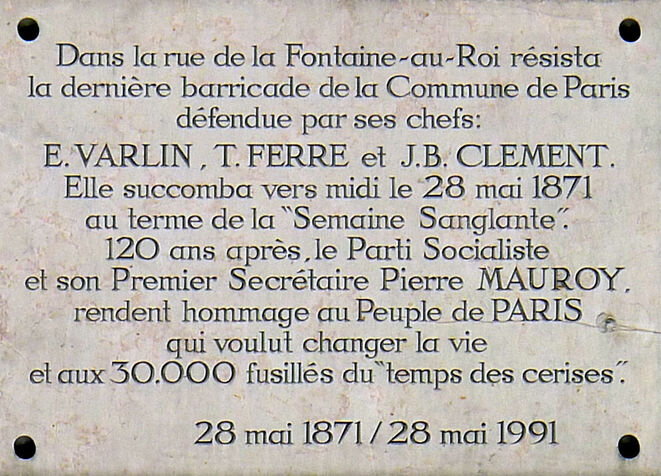 Dans la rue de la Fontaine-au-Roi résista
la dernière barricade de la Commune de Paris
défendue par ses chefs:
E. VARLIN, T. FERRE et J.B. CLEMENT.
Elle succomba vers midi le 28 mai 1871
au terme de la "Semaine Sanglante".
120 ans après, le Parti Socialiste
et son Premier Secrétaire Pierre MAUROY,
rendent hommage au Peuple de PARIS
qui voulut changer la vie
et aux 30.000 fusillés du "temps des cerises".
28 mai 1871 / 28 mai 1991